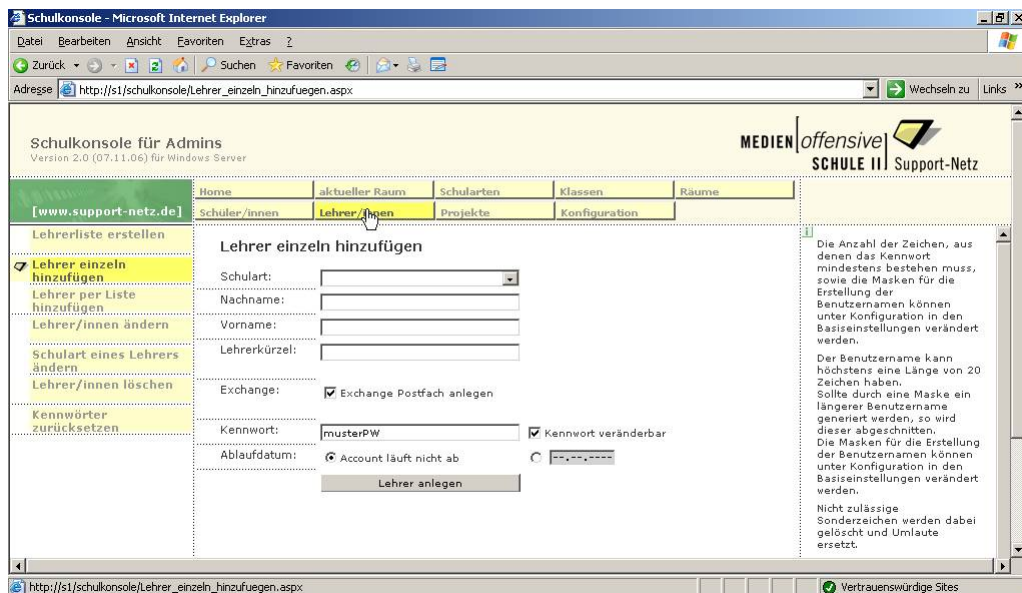 Schulkonsole - Microsoft Internet Explorer
Datei Bearbeiten Ansicht Favoriten Extras ?
Zurück Suchen Favoriten
Adresse http://s1/schulkonsole/Lehrer_einzeln_hinzufuegen.aspx Wechseln zu Links »
Schulkonsole für Admins
Version 2.0 (07.11.06) für Windows Server
MEDIEN offensive
SCHULE II Support-Netz
[www.support-netz.de]
Home aktueller Raum Schularten Klassen Räume
Schüler/innen Lehrer/innen Projekte Konfiguration
Lehrerliste erstellen
Lehrer einzeln
hinzufügen
Lehrer per Liste
hinzufügen
Lehrer/innen ändern
Schulart eines Lehrers
ändern
Lehrer/innen löschen
Kennwörter
zurücksetzen
Lehrer einzeln hinzufügen
Schulart:
Nachname:
Vorname:
Lehrerkürzel:
Exchange: Exchange Postfach anlegen
Kennwort: musterPW Kennwort veränderbar
Ablaufdatum: Account läuft nicht ab --.--.----
Lehrer anlegen
i
Die Anzahl der Zeichen, aus
denen das Kennwort
mindestens bestehen muss,
sowie die Masken für die
Erstellung der
Benutzernamen können
unter Konfiguration in den
Basiseinstellungen verändert
werden.
Der Benutzername kann
höchstens eine Länge von 20
Zeichen haben.
Sollte durch eine Maske ein
längerer Benutzername
generiert werden, so wird
dieser abgeschnitten.
Die Masken für die Erstellung
der Benutzernamen können
unter Konfiguration in den
Basiseinstellungen verändert
werden.
Nicht zulässige
Sonderzeichen werden dabei
gelöscht und Umlaute
ersetzt.
http://s1/schulkonsole/Lehrer_einzeln_hinzufuegen.aspx Vertrauenswürdige Sites